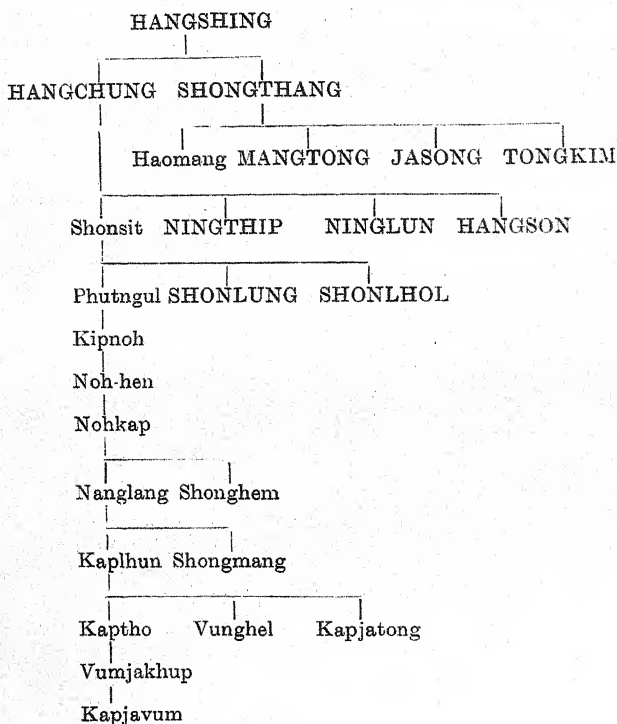 HANGSHING
HANGCHUNG SHONGTHANG
Haomang MANGTONG JASONG TONGKIM
Shonsit NINGTHIP NINGLUN HANGSON
Phutngul SHONLUNG SHONLHOL
Kipnoh
Noh-hen
Nohkap
Nanglang Shonghem
Kaplhun Shongmang
Kaptho Vunghel Kapjatong
Vumjakhup
Kapjavum